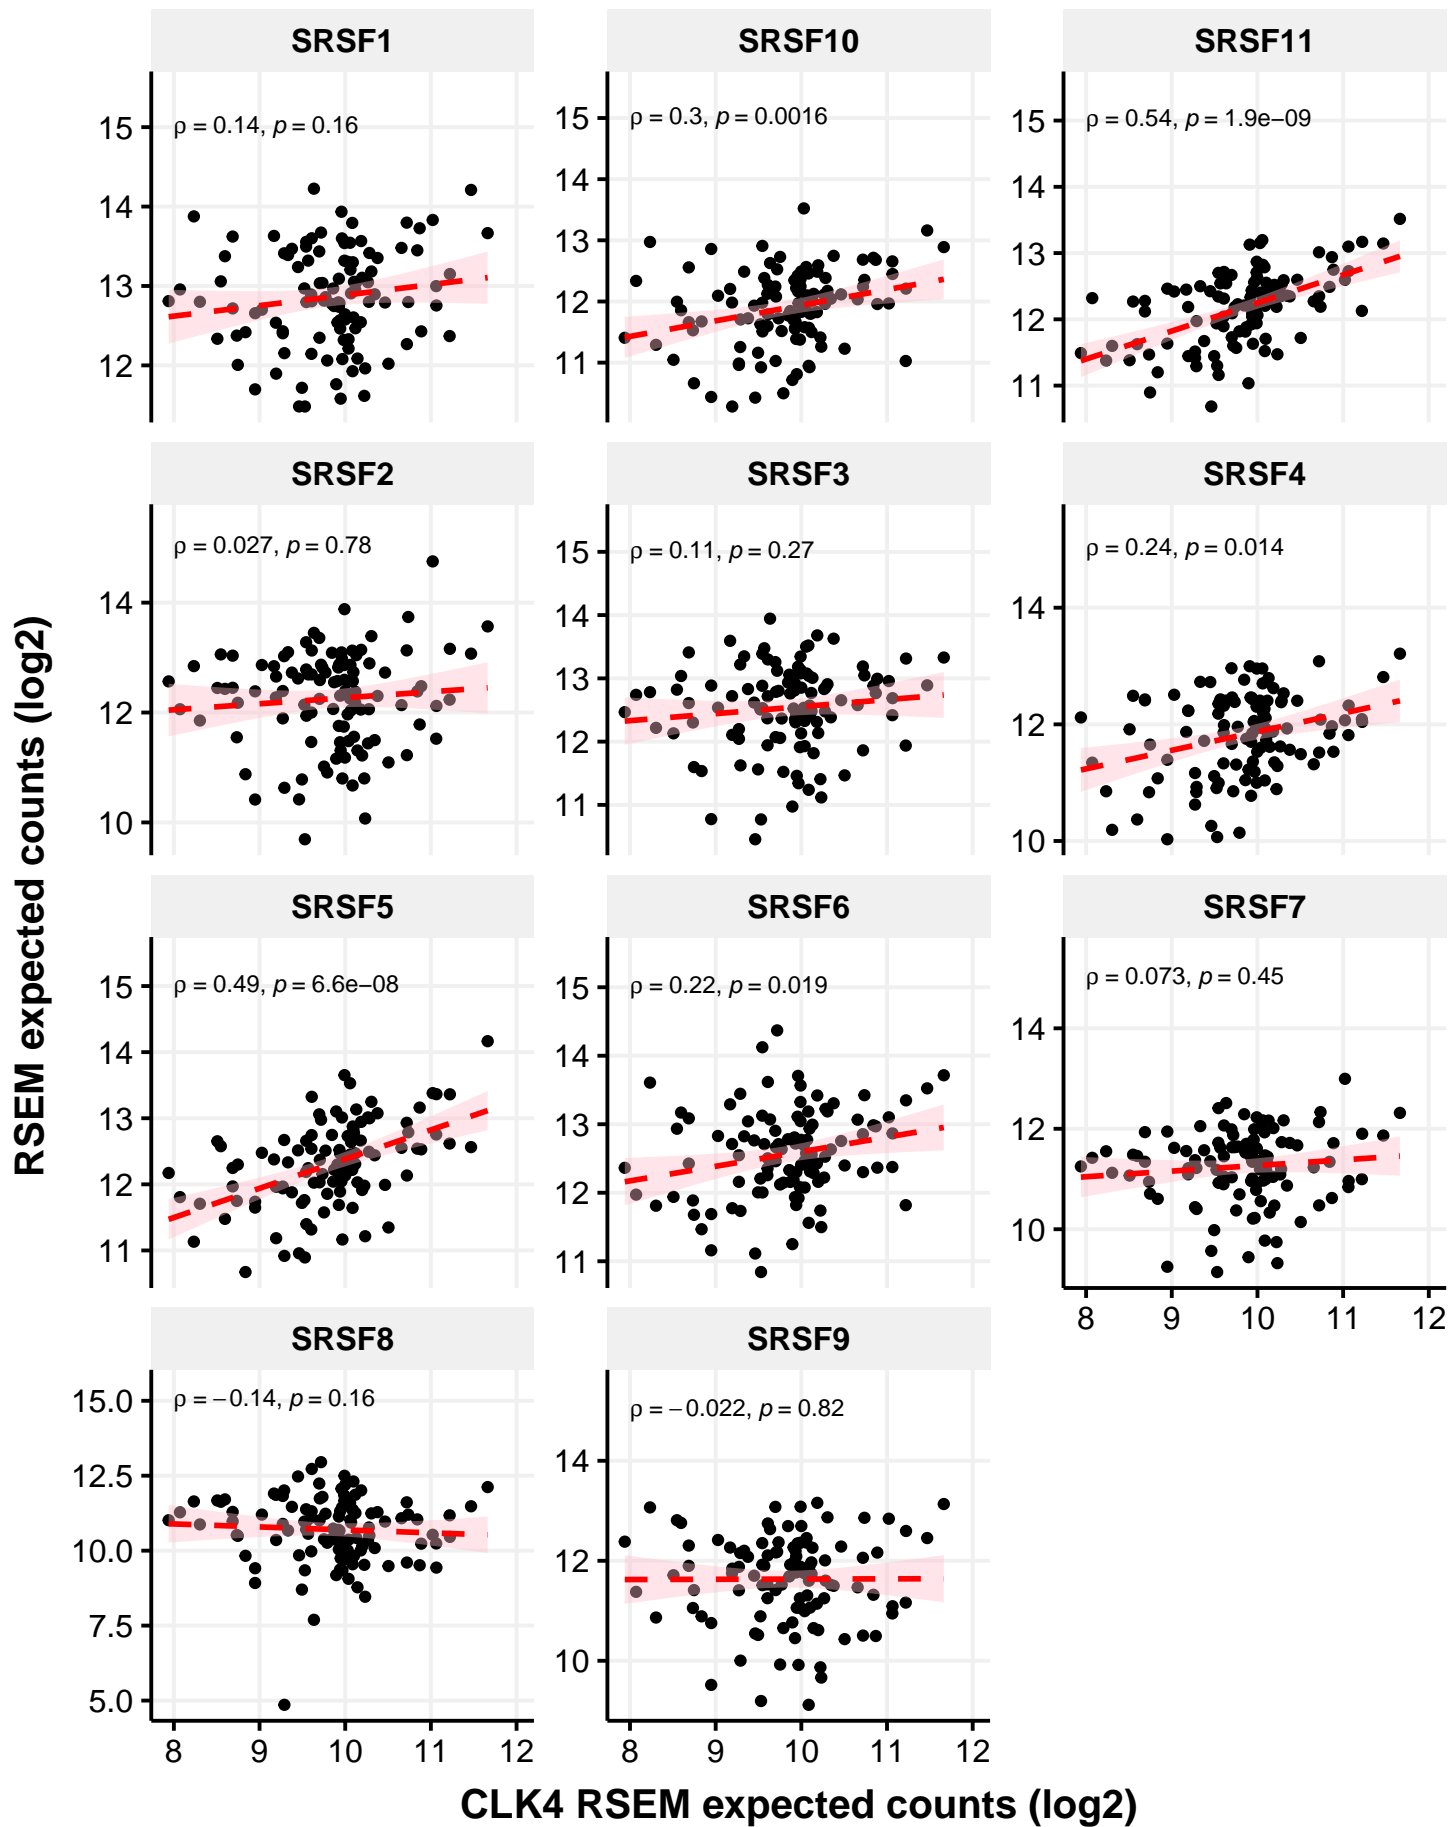 SRSF1
SRSF10
SRSF11
ρ = 0.14, p = 0.16
ρ = 0.3, p = 0.0016
ρ = 0.54, p = 1.9e−09
15
14
13
12
15
14
13
12
11
15
14
13
12
11
SRSF2
SRSF3
SRSF4
ρ = 0.027, p = 0.78
ρ = 0.11, p = 0.27
ρ = 0.24, p = 0.014
14
12
10
15
14
13
12
11
14
12
10
SRSF5
SRSF6
SRSF7
ρ = 0.49, p = 6.6e−08
ρ = 0.22, p = 0.019
ρ = 0.073, p = 0.45
15
14
13
12
11
15
14
13
12
11
14
12
10
8 9 10 11 12
SRSF8
SRSF9
ρ = −0.14, p = 0.16
ρ = −0.022, p = 0.82
15.0
12.5
10.0
7.5
5.0
14
12
10
8 9 10 11 12
8 9 10 11 12
RSEM expected counts (log2)
CLK4 RSEM expected counts (log2)